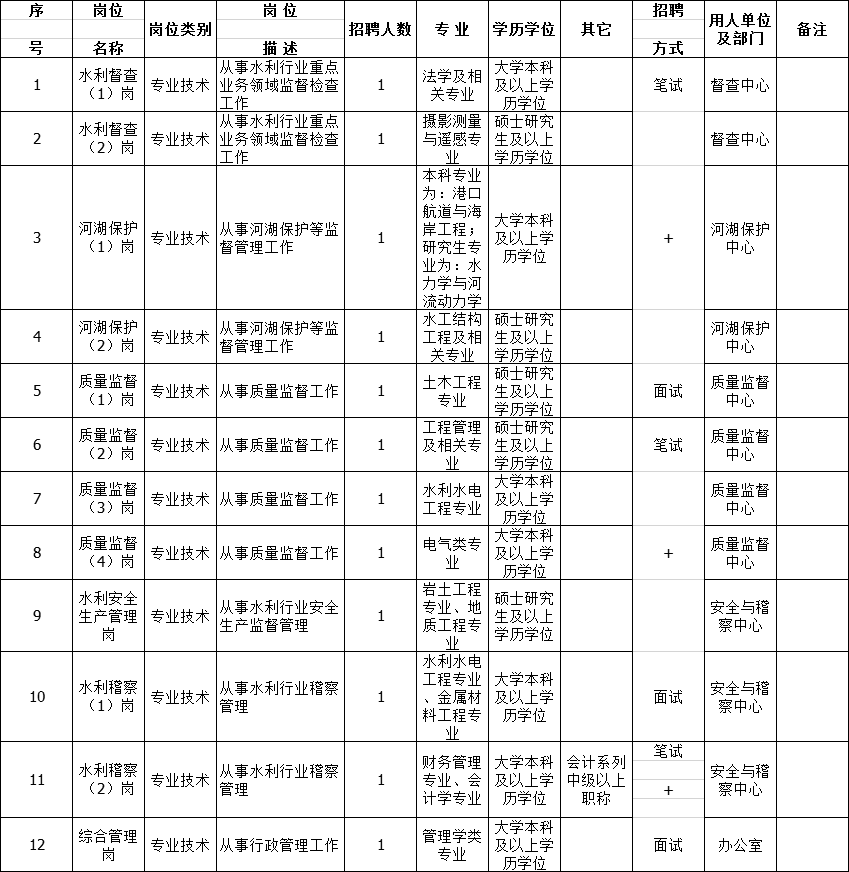 序 岗位 岗位类别 岗 位 招聘人数 专 业 学历学位 其它 招聘 用人单位及部门 备注
号 名称 描 述 方式
1 水利督查（1）岗 专业技术 从事水利行业重点业务领域监督检查工作 1 法学及相关专业 大学本科及以上学历学位 笔试 督查中心
2 水利督查（2）岗 专业技术 从事水利行业重点业务领域监督检查工作 1 摄影测量与遥感专业 硕士研究生及以上学历学位 督查中心
3 河湖保护（1）岗 专业技术 从事河湖保护等监督管理工作 1 本科专业为：港口航道与海岸工程；研究生专业为：水力学与河流动力学 大学本科及以上学历学位 + 河湖保护中心
4 河湖保护（2）岗 专业技术 从事河湖保护等监督管理工作 1 水工结构工程及相关专业 硕士研究生及以上学历学位 河湖保护中心
5 质量监督（1）岗 专业技术 从事质量监督工作 1 土木工程专业 硕士研究生及以上学历学位 面试 质量监督中心
6 质量监督（2）岗 专业技术 从事质量监督工作 1 工程管理及相关专业 硕士研究生及以上学历学位 笔试 质量监督中心
7 质量监督（3）岗 专业技术 从事质量监督工作 1 水利水电工程专业 大学本科及以上学历学位 质量监督中心
8 质量监督（4）岗 专业技术 从事质量监督工作 1 电气类专业 大学本科及以上学历学位 + 质量监督中心
9 水利安全生产管理岗 专业技术 从事水利行业安全生产监督管理 1 岩土工程专业、地质工程专业 硕士研究生及以上学历学位 安全与稽察中心
10 水利稽察（1）岗 专业技术 从事水利行业稽察管理 1 水利水电工程专业、金属材料工程专业 大学本科及以上学历学位 面试 安全与稽察中心
11 水利稽察（2）岗 专业技术 从事水利行业稽察管理 1 财务管理专业、会计学专业 大学本科及以上学历学位 会计系列中级以上职称 笔试 + 安全与稽察中心
12 综合管理岗 专业技术 从事行政管理工作 1 管理学类专业 大学本科及以上学历学位 面试 办公室